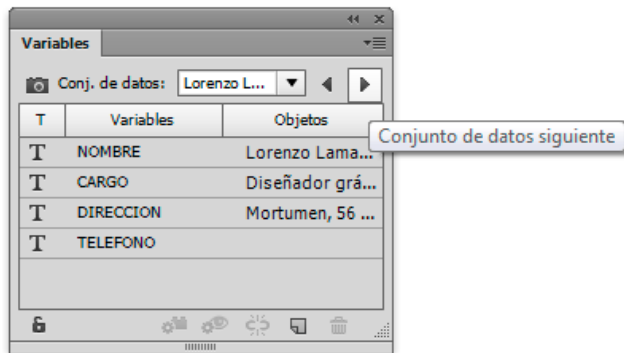 Variables
Conj. de datos: Lorenzo L...
T Variables Objetos
Conjunto de datos siguiente
T NOMBRE Lorenzo Lama...
T CARGO Diseñador grá...
T DIRECCION Mortumen, 56 ...
T TELEFONO